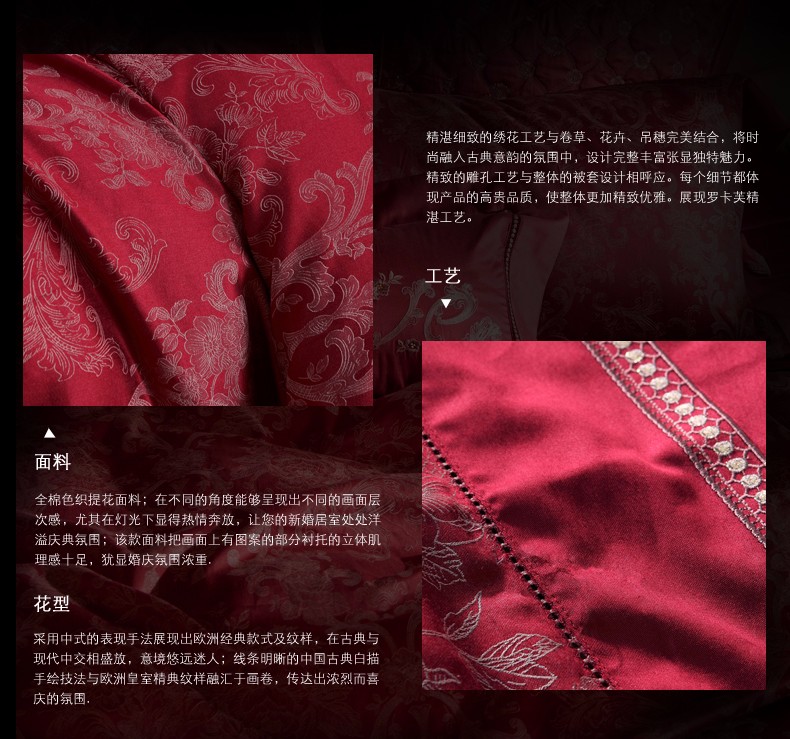 精湛细致的绣花工艺与卷草、花卉、吊穗完美结合，将时
尚融入古典意韵的氛围中，设计完整丰富张显独特魅力。
精致的雕孔工艺与整体的被套设计相呼应。每个细节都体
现产品的高贵品质，使整体更加精致优雅。展现罗卡芙精
湛工艺。
工艺
面料
全棉色织提花面料；在不同的角度能够呈现出不同的画面层
次感，尤其在灯光下显得热情奔放，让您的新婚居室处处洋
溢庆典氛围；该款面料把画面上有图案的部分衬托的立体肌
理感十足，犹显婚庆氛围浓重.
花型
采用中式的表现手法展现出欧洲经典款式及纹样，在古典与
现代中交相盛放，意境悠远迷人；线条明晰的中国古典白描
手绘技法与欧洲皇室精典纹样融汇于画卷，传达出浓烈而喜
庆的氛围.